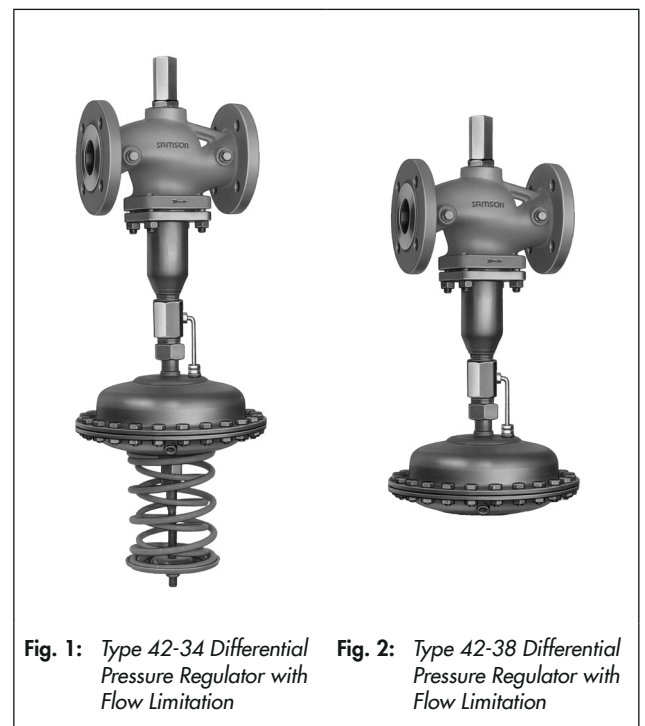 SAMSON
SAMSON
Fig. 1: Type 42-34 Differential
Pressure Regulator with
Flow Limitation
Fig. 2: Type 42-38 Differential
Pressure Regulator with
Flow Limitation